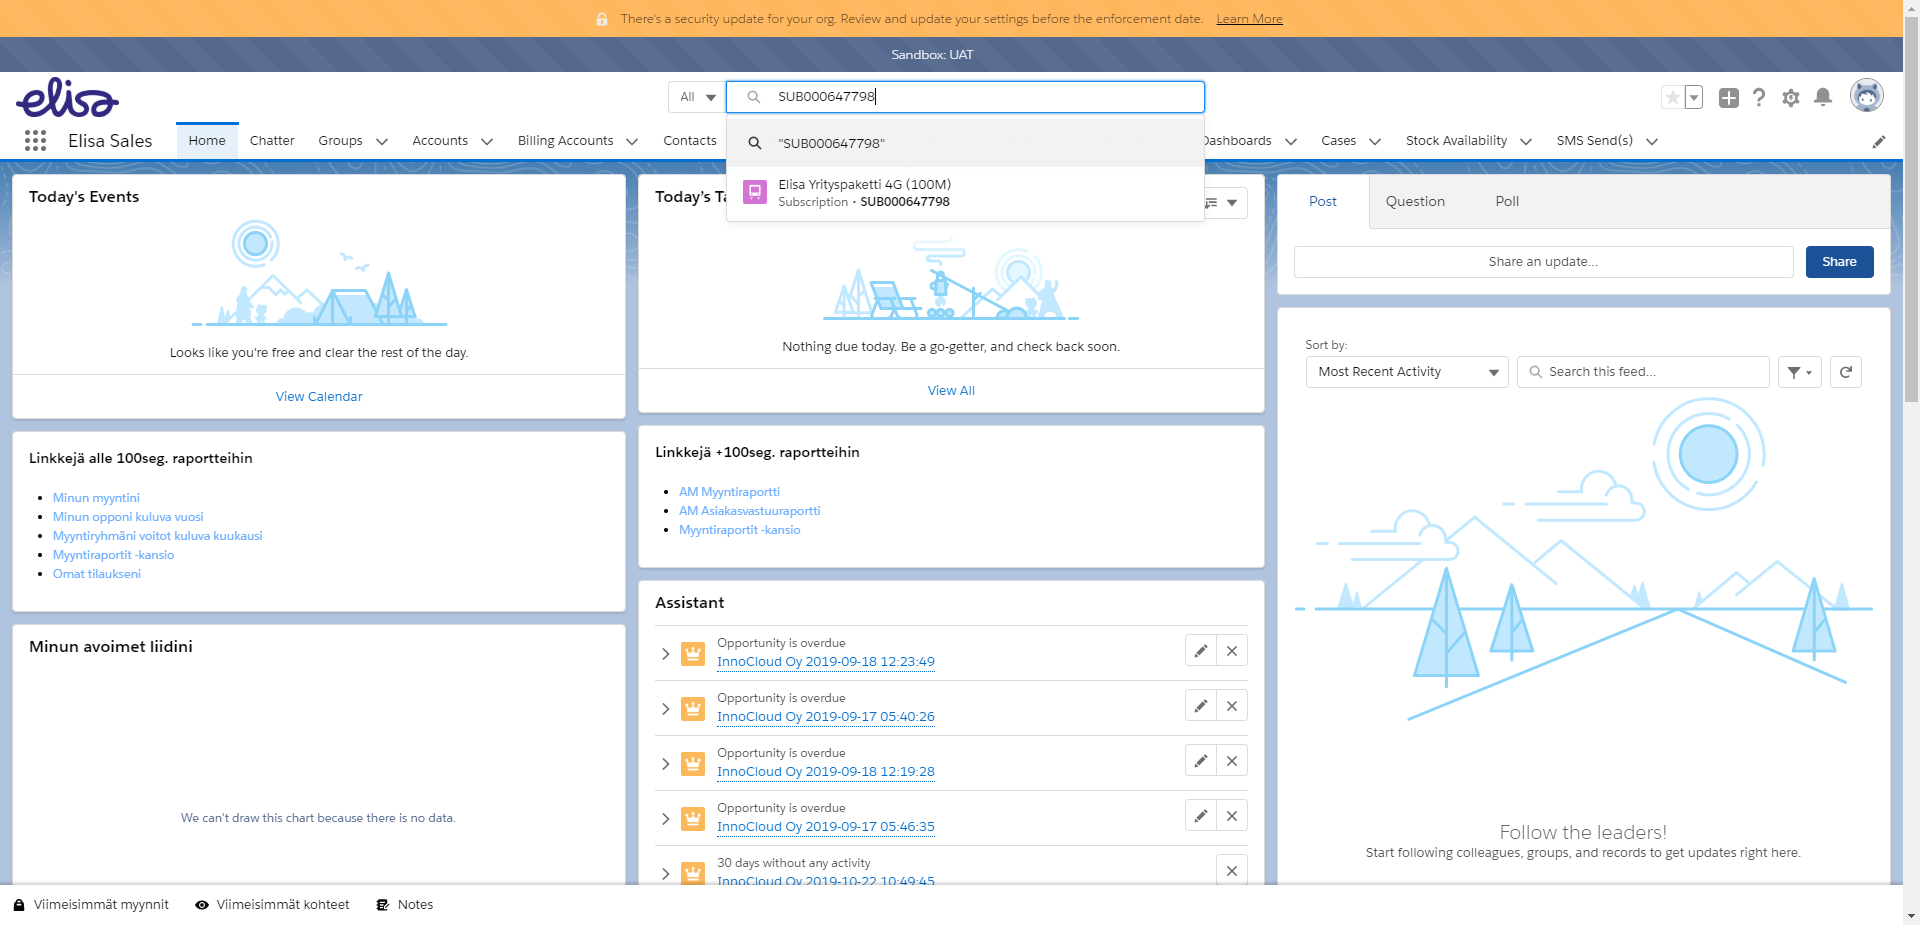 There's a security update for your org. Review and update your settings before the enforcement date. Learn More
Sandbox: UAT
elisa
All
SUB000647798
Elisa Sales
Home
Chatter
Groups
Accounts
Billing Accounts
Contacts
Dashboards
Cases
Stock Availability
SMS Send(s)
"SUB000647798"
Elisa Yrityspaketti 4G (100M)
Subscription • SUB000647798
Today's Events
Looks like you're free and clear the rest of the day.
View Calendar
Linkkejä alle 100seg. raportteihin
Minun myyntini
Minun opponi kuluva vuosi
Myyntiryhmäni voitot kuluva kuukausi
Myyntiraportit -kansio
Omat tilaukseni
Minun avoimet liidini
We can't draw this chart because there is no data.
Today's Ta
Nothing due today. Be a go-getter, and check back soon.
View All
Linkkejä +100seg. raportteihin
AM Myyntiraportti
AM Asiakasvastuuraportti
Myyntiraportit -kansio
Assistant
Opportunity is overdue
InnoCloud Oy 2019-09-18 12:23:49
Opportunity is overdue
InnoCloud Oy 2019-09-17 05:40:26
Opportunity is overdue
InnoCloud Oy 2019-09-18 12:19:28
Opportunity is overdue
InnoCloud Oy 2019-09-17 05:46:35
30 days without any activity
InnoCloud Oy 2019-10-22 10:49:45
Post
Question
Poll
Share an update...
Share
Sort by:
Most Recent Activity
Search this feed...
Follow the leaders!
Start following colleagues, groups, and records to get updates right here.
Viimeisimmät myynnit
Viimeisimmät kohteet
Notes